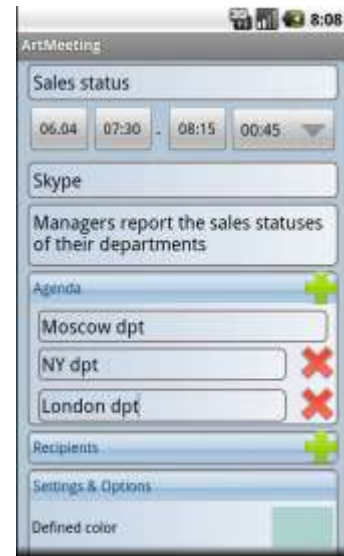 8:08
ArtMeeting
Sales status
06.04 07:30 - 08:15 00:45
Skype
Managers report the sales statuses
of their departments
Agenda
Moscow dpt
NY dpt
London dpt
Recipients
Settings & Options
Defined color